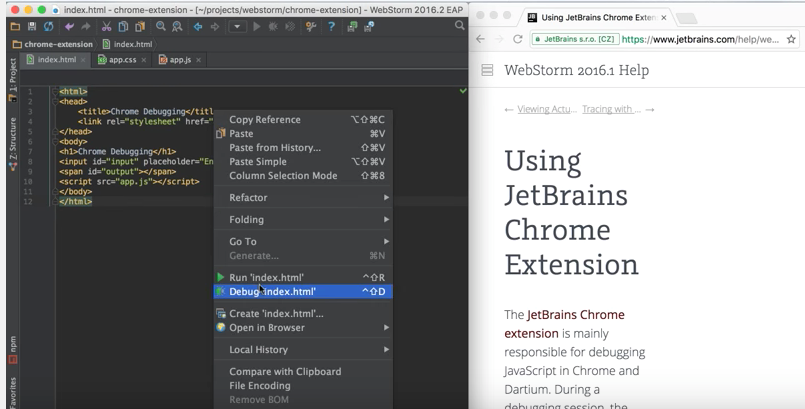 index.html - chrome-extension - [~/projects/webstorm/chrome-extension] - WebStorm 2016.2 EAP
chrome-extension
index.html
index.html
app.css
app.js
1: Project
Z: Structure
npm
Favorites
1 <html>
2 <head>
3 <title>Chrome Debugging</titl
4 <link rel="stylesheet" href="
5 </head>
6 <body>
7 <h1>Chrome Debugging</h1>
8 <input id="input" placeholder="En
9 <span id="output"></span>
10 <script src="app.js"></script>
11 </body>
12 </html>
Copy Reference ⌥⇧⌘C
Paste ⌘V
Paste from History... ⇧⌘V
Paste Simple ⌥⇧⌘V
Column Selection Mode ⇧⌘8
Refactor
Folding
Go To
Generate... ⌘N
Run 'index.html' ^⇧R
Debug 'index.html' ^⇧D
Create 'index.html'...
Open in Browser
Local History
Compare with Clipboard
File Encoding
Remove BOM
Using JetBrains Chrome Exten
JetBrains s.r.o. [CZ] https://www.jetbrains.com/help/we...
WebStorm 2016.1 Help
← Viewing Actu... Tracing with ... →
Using
JetBrains
Chrome
Extension
The JetBrains Chrome
extension is mainly
responsible for debugging
JavaScript in Chrome and
Dartium. During a
debugging session, the